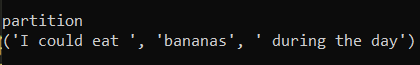 partition
('I could eat ', 'bananas', ' during the day')